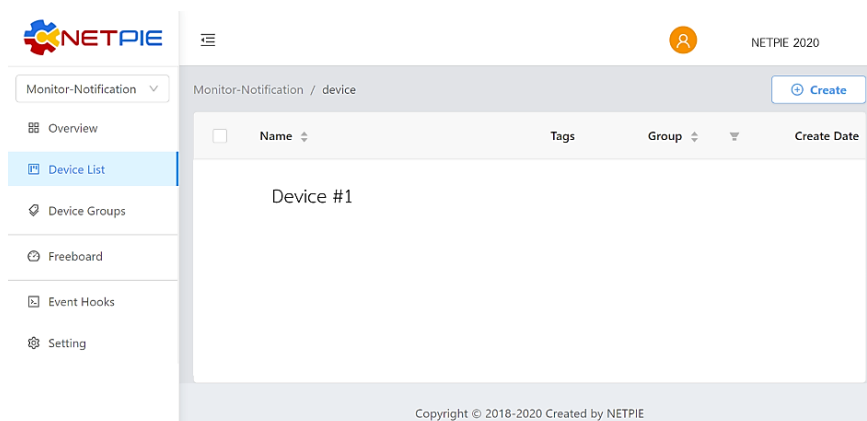 NETPIE
NETPIE 2020
Monitor-Notification
Monitor-Notification / device
Create
Overview
Name Tags Group Create Date
Device List
Device #1
Device Groups
Freeboard
Event Hooks
Setting
Copyright © 2018-2020 Created by NETPIE